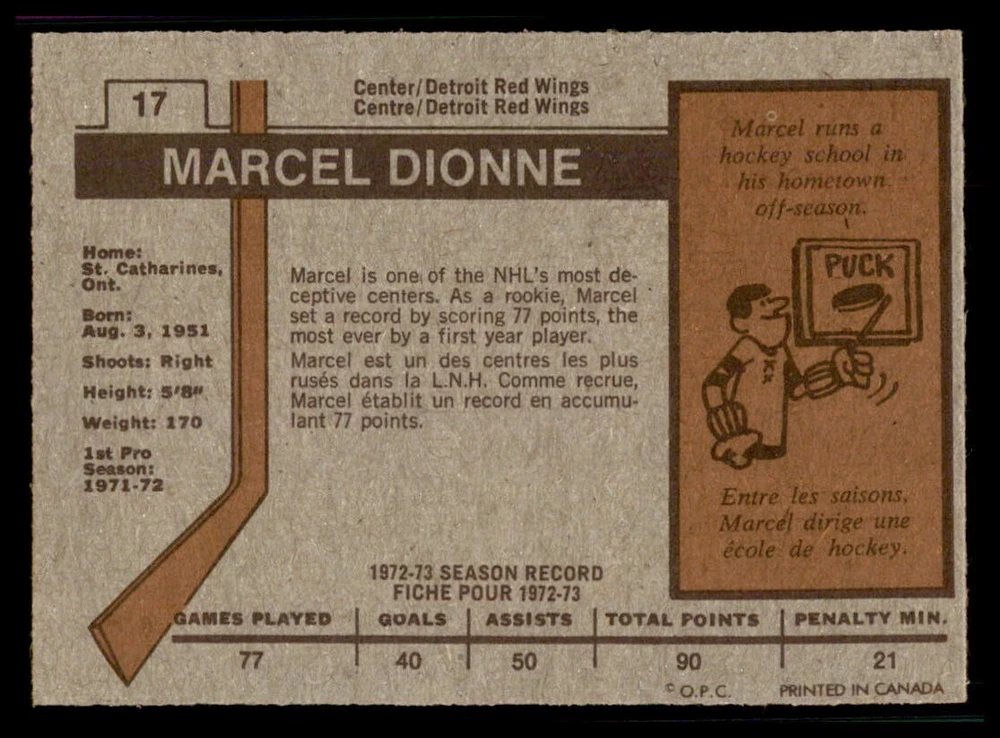 17
Center/Detroit Red Wings
Centre/Detroit Red Wings
MARCEL DIONNE
Home:
St. Catharines,
Ont.
Born:
Aug. 3, 1951
Shoots: Right
Height: 5'8"
Weight: 170
1st Pro
Season:
1971-72
Marcel is one of the NHL's most de-
ceptive centers. As a rookie, Marcel
set a record by scoring 77 points, the
most ever by a first year player.
Marcel est un des centres les plus
rusés dans la L.N.H. Comme recrue,
Marcel établit un record en accumu-
lant 77 points.
Marcel runs a
hockey school in
his hometown
off-season.
PUCK
Entre les saisons,
Marcel dirige une
école de hockey.
1972-73 SEASON RECORD
FICHE POUR 1972-73
GAMES PLAYED GOALS ASSISTS TOTAL POINTS PENALTY MIN.
77 40 50 90 21
© O.P.C. PRINTED IN CANADA